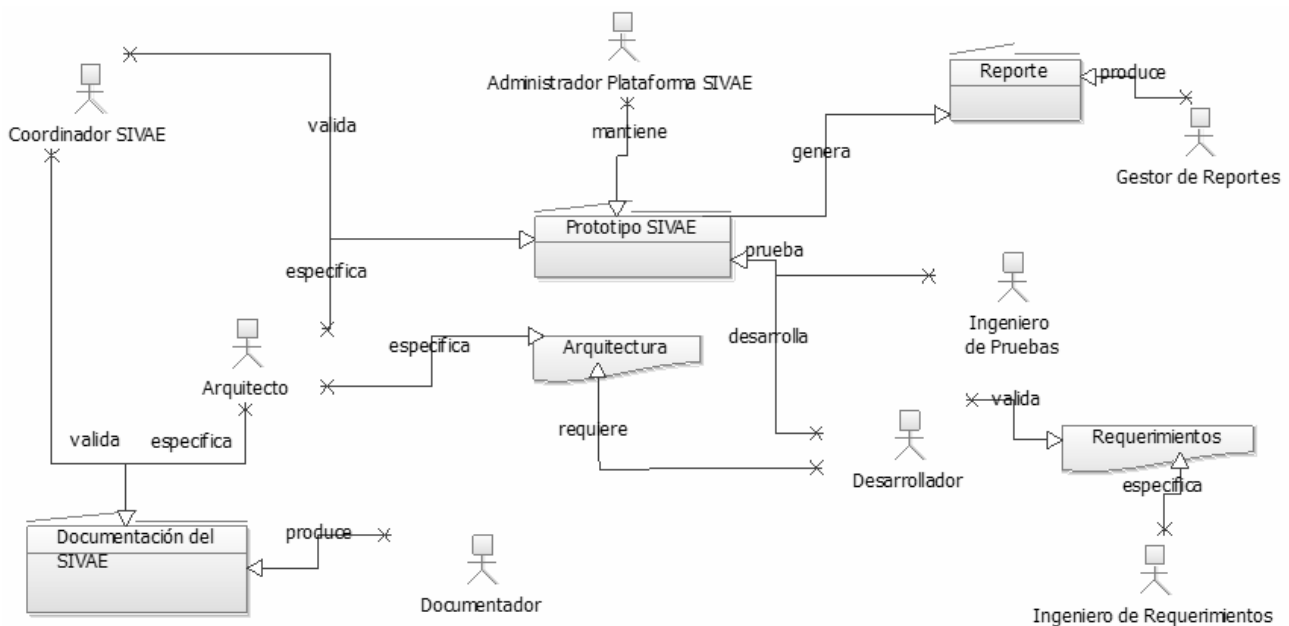 Coordinador SIVAE
valida
Administrador Plataforma SIVAE
mantiene
Reporte
produce
Gestor de Reportes
genera
Prototipo SIVAE
prueba
especifica
Arquitecto
especifica
Arquitectura
desarrolla
Ingeniero
de Pruebas
valida
especifica
requiere
Desarrollador
valida
Requerimientos
especifica
Documentación del
SIVAE
produce
Documentador
Ingeniero de Requerimientos